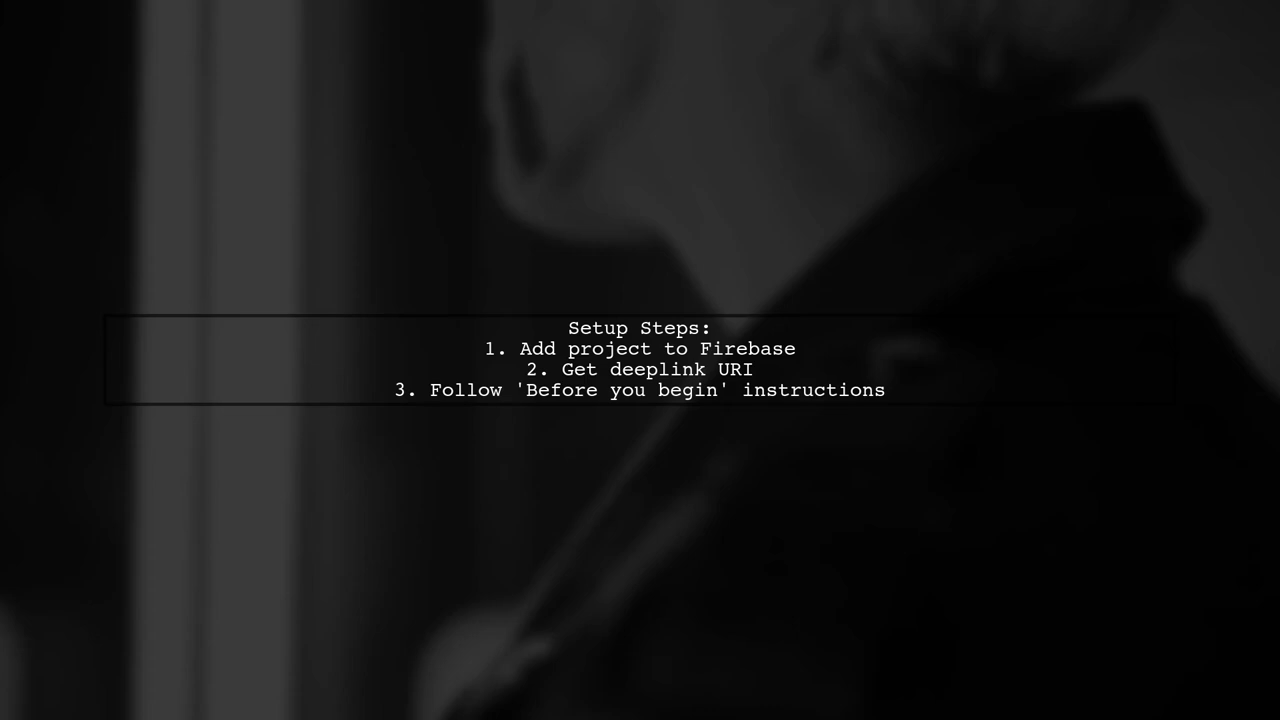 Setup Steps:
1. Add project to Firebase
2. Get deeplink URI
3. Follow 'Before you begin' instructions